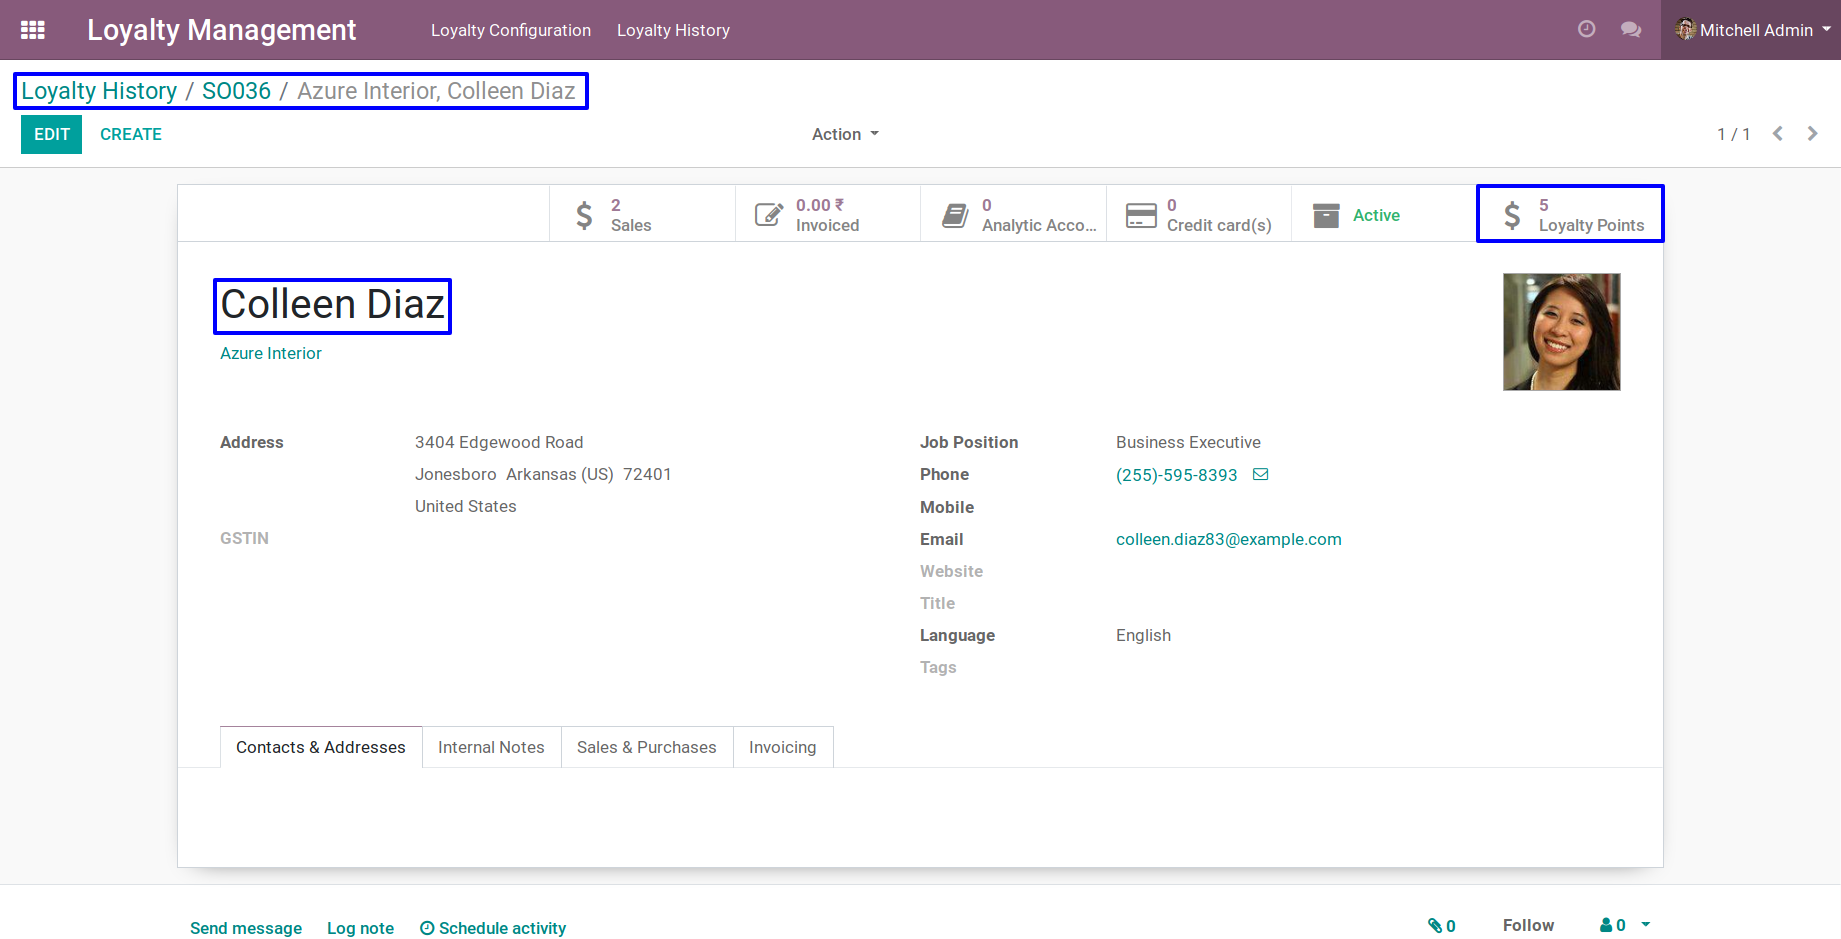 Loyalty Management
Loyalty Configuration
Loyalty History
Mitchell Admin
Loyalty History / SO036 / Azure Interior, Colleen Diaz
EDIT
CREATE
Action
1 / 1
2
Sales
0.00 ₹
Invoiced
0
Analytic Acco...
0
Credit card(s)
Active
5
Loyalty Points
Colleen Diaz
Azure Interior
Address
3404 Edgewood Road
Jonesboro Arkansas (US) 72401
United States
GSTIN
Job Position Business Executive
Phone (255)-595-8393
Mobile
Email colleen.diaz83@example.com
Website
Title
Language English
Tags
Contacts & Addresses
Internal Notes
Sales & Purchases
Invoicing
Send message
Log note
Schedule activity
0
Follow
0